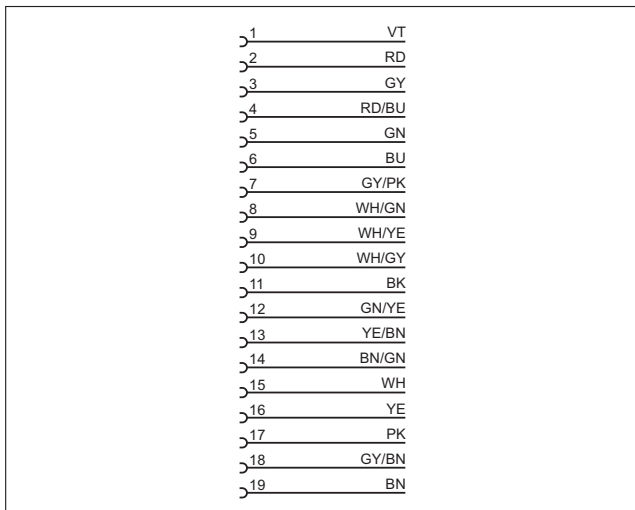 1 VT
2 RD
3 GY
4 RD/BU
5 GN
6 BU
7 GY/PK
8 WH/GN
9 WH/YE
10 WH/GY
11 BK
12 GN/YE
13 YE/BN
14 BN/GN
15 WH
16 YE
17 PK
18 GY/BN
19 BN